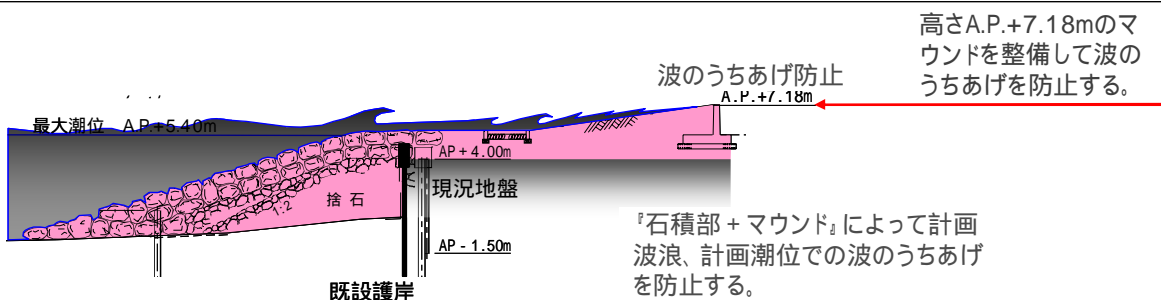 高さA.P.+7.18mのマ
ウンドを整備して波の
うちあげを防止する。
波のうちあげ防止
A.P.+7.18m
最大潮位 A.P.+5.40m
AP+4.00m
現況地盤
捨石
1:2
AP-1.50m
既設護岸
『石積部+マウンド』によって計画
波浪、計画潮位での波のうちあげ
を防止する。